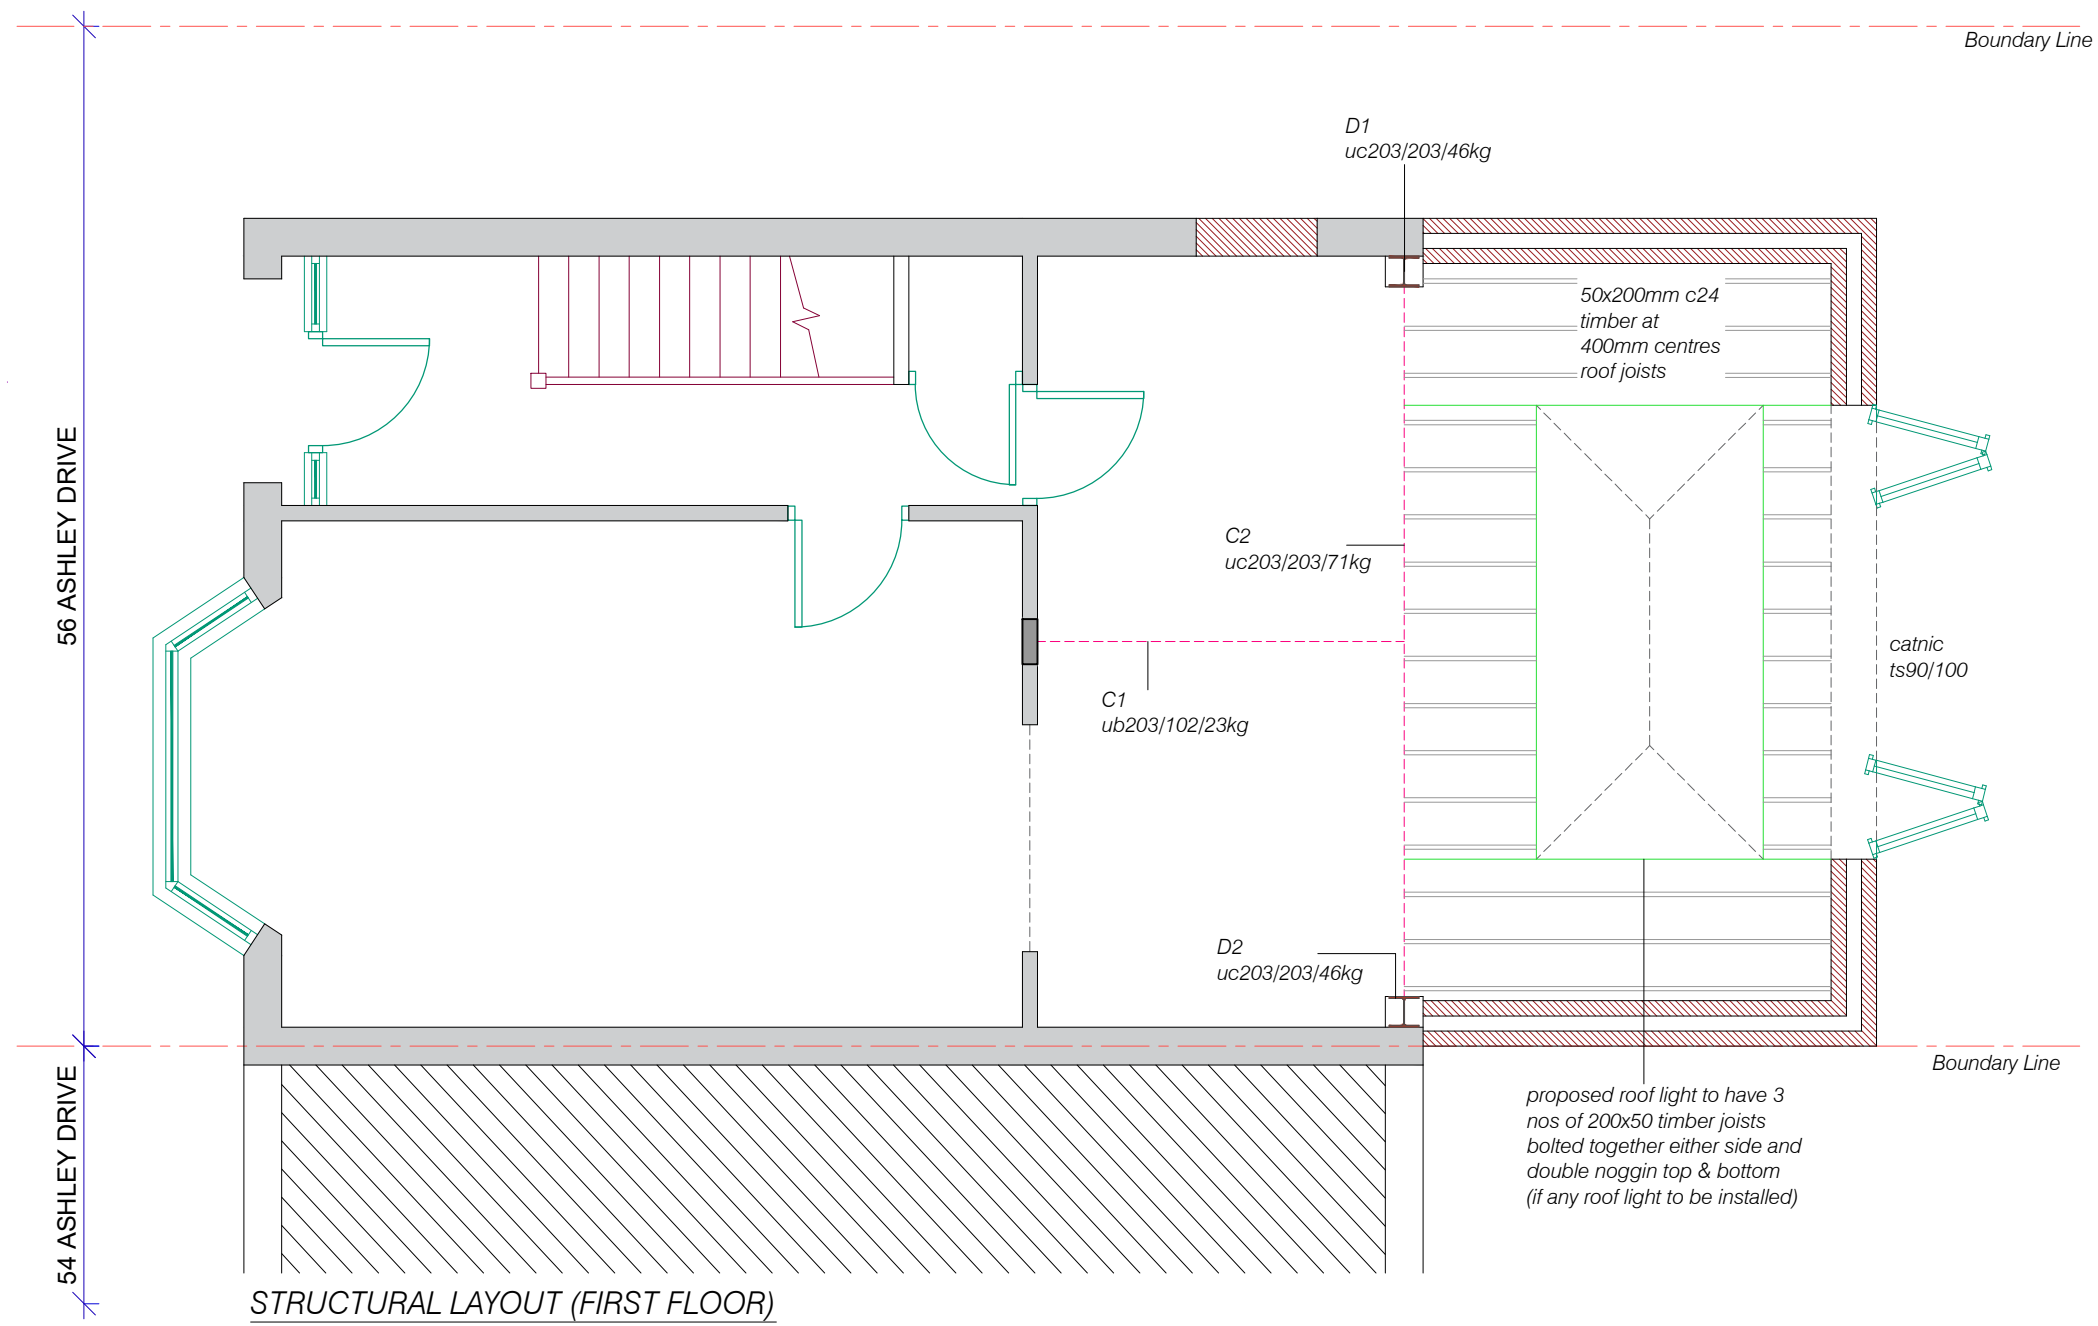 Boundary Line
D1
uc203/203/46kg
50x200mm c24
timber at
400mm centres
roof joists
56 ASHLEY DRIVE
C2
uc203/203/71kg
catnic
ts90/100
C1
ub203/102/23kg
D2
uc203/203/46kg
Boundary Line
54 ASHLEY DRIVE
proposed roof light to have 3
nos of 200x50 timber joists
bolted together either side and
double noggin top & bottom
(if any roof light to be installed)
STRUCTURAL LAYOUT (FIRST FLOOR)